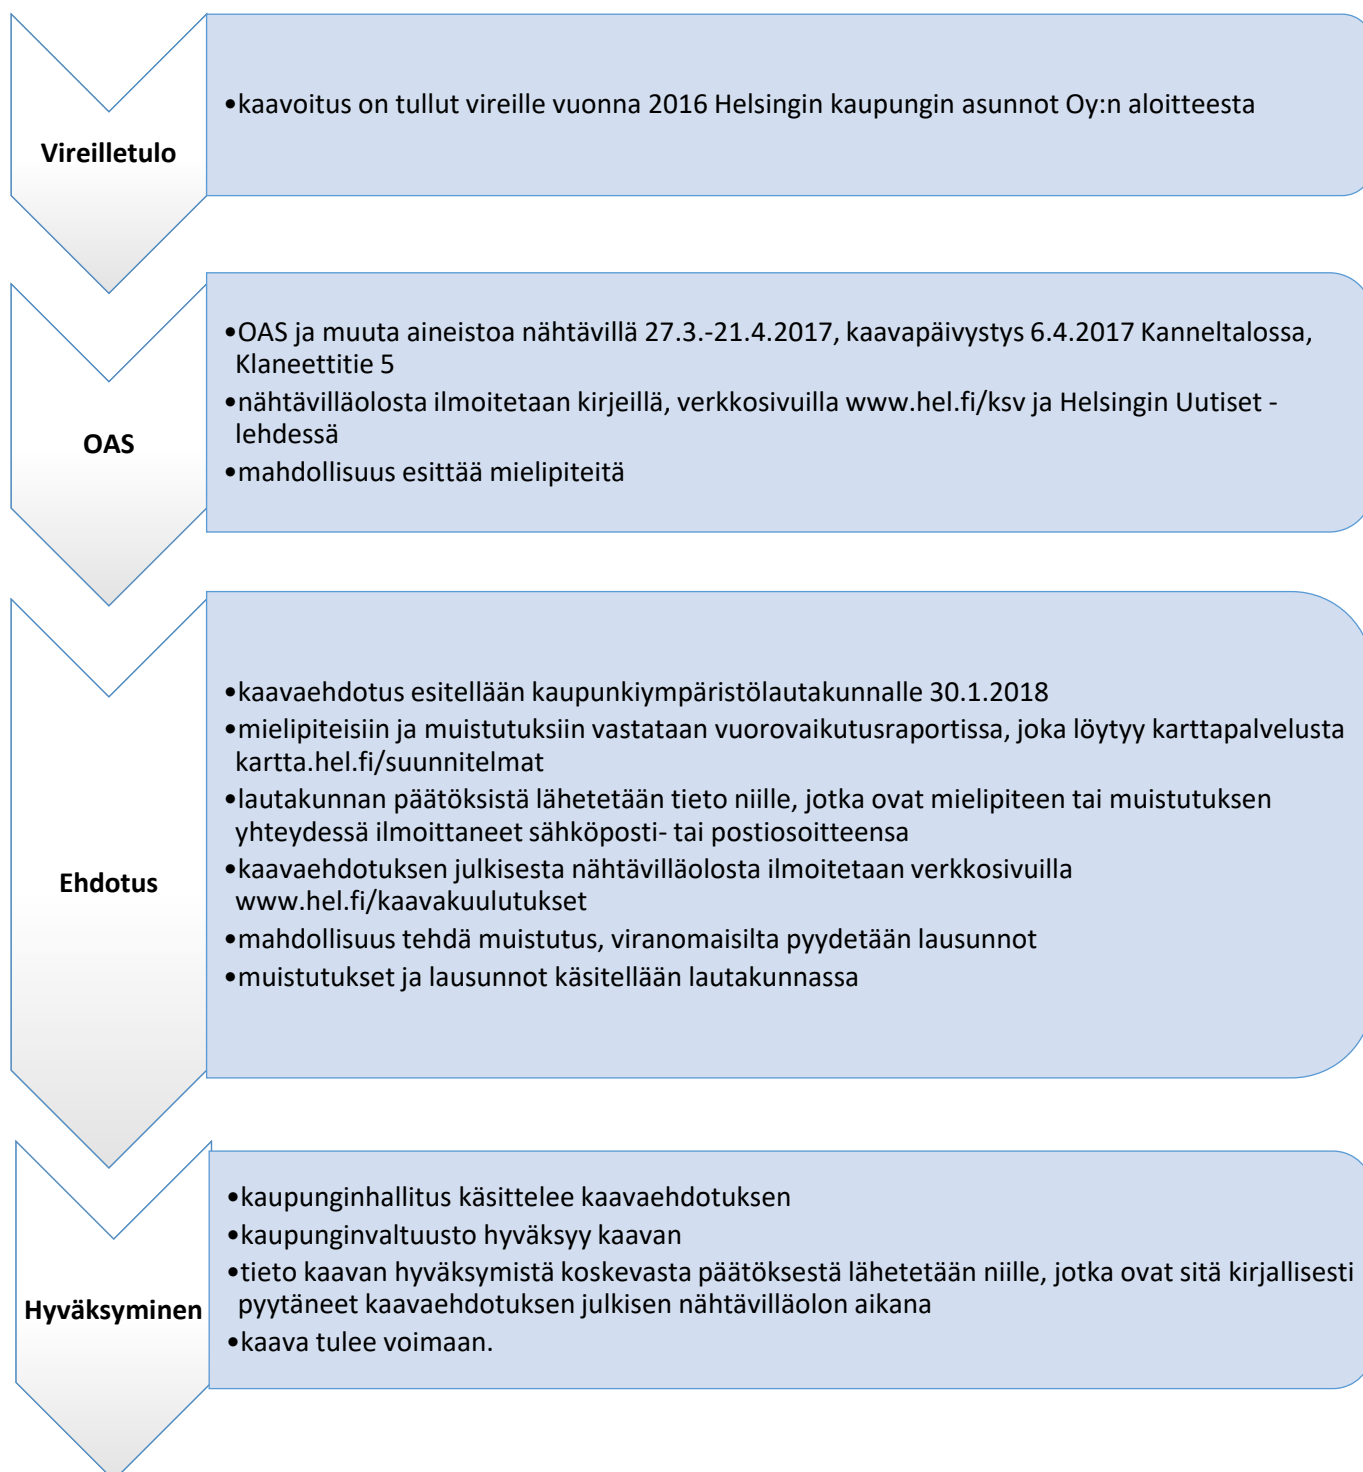 Vireilletulo
•kaavoitus on tullut vireille vuonna 2016 Helsingin kaupungin asunnot Oy:n aloitteesta
OAS
•OAS ja muuta aineistoa nähtävillä 27.3.-21.4.2017, kaavapäivystys 6.4.2017 Kanneltalossa,
Klaneettitie 5
•nähtävilläolosta ilmoitetaan kirjeillä, verkkosivuilla www.hel.fi/ksv ja Helsingin Uutiset -
lehdessä
•mahdollisuus esittää mielipiteitä
Ehdotus
•kaavaehdotus esitellään kaupunkiympäristölautakunnalle 30.1.2018
•mielipiteisiin ja muistutuksiin vastataan vuorovaikutusraportissa, joka löytyy karttapalvelusta
kartta.hel.fi/suunnitelmat
•lautakunnan päätöksistä lähetetään tieto niille, jotka ovat mielipiteen tai muistutuksen
yhteydessä ilmoittaneet sähköposti- tai postiosoitteensa
•kaavaehdotuksen julkisesta nähtävilläolosta ilmoitetaan verkkosivuilla
www.hel.fi/kaavakuulutukset
•mahdollisuus tehdä muistutus, viranomaisilta pyydetään lausunnot
•muistutukset ja lausunnot käsitellään lautakunnassa
Hyväksyminen
•kaupunginhallitus käsittelee kaavaehdotuksen
•kaupunginvaltuusto hyväksyy kaavan
•tieto kaavan hyväksymistä koskevasta päätöksestä lähetetään niille, jotka ovat sitä kirjallisesti
pyytäneet kaavaehdotuksen julkisen nähtävilläolon aikana
•kaava tulee voimaan.